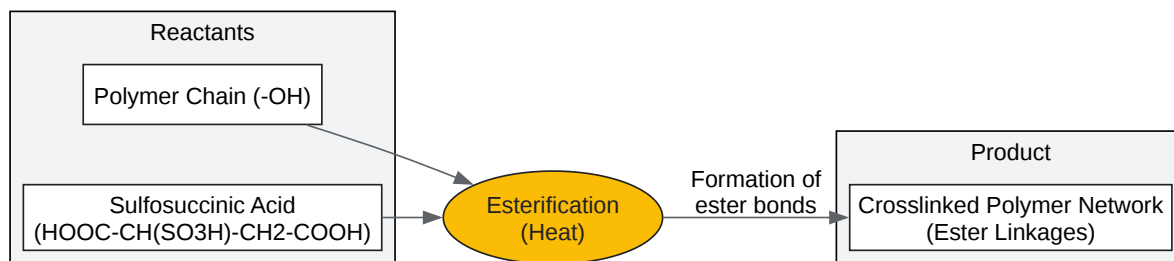 Reactants
Polymer Chain (-OH)
Sulfosuccinic Acid
(HOOC-CH(SO3H)-CH2-COOH)
Esterification
(Heat)
Formation of
ester bonds
Product
Crosslinked Polymer Network
(Ester Linkages)